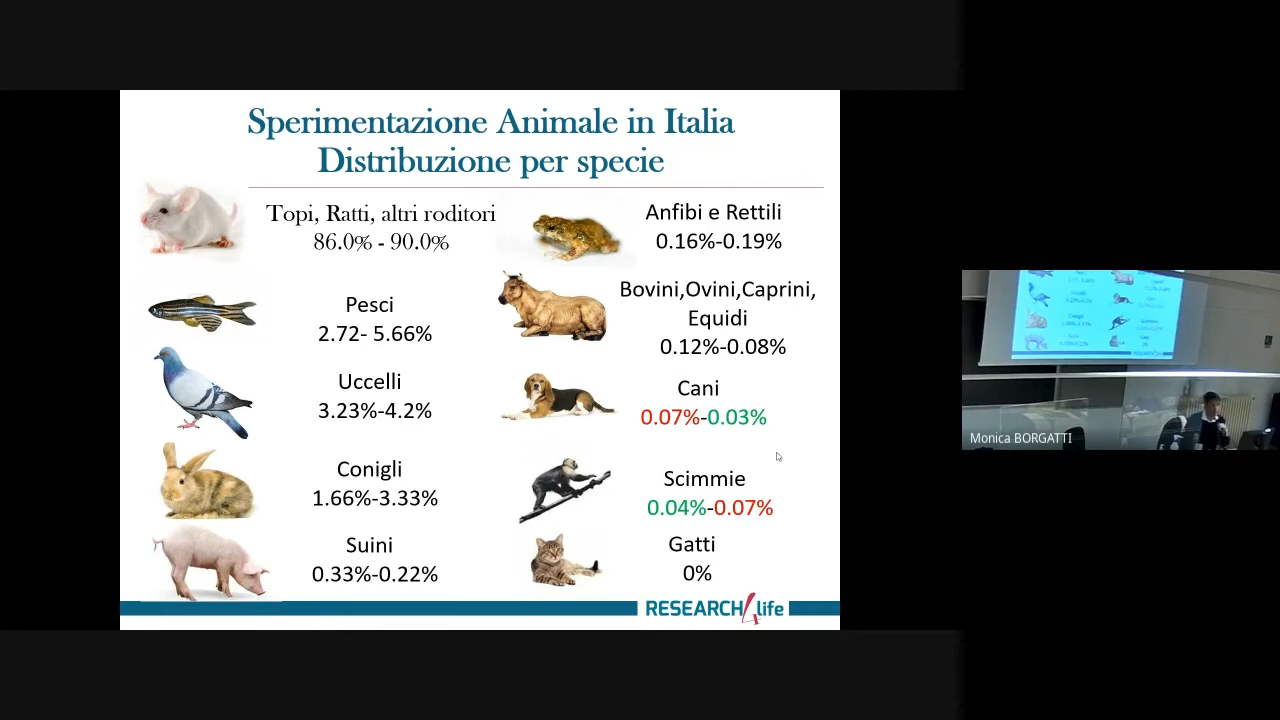 Sperimentazione Animale in Italia
Distribuzione per specie
Topi, Ratti, altri roditori
86.0% - 90.0%
Pesci
2.72- 5.66%
Uccelli
3.23%-4.2%
Conigli
1.66%-3.33%
Suini
0.33%-0.22%
Anfibi e Rettili
0.16%-0.19%
Bovini,Ovini,Caprini,
Equidi
0.12%-0.08%
Cani
0.07%-0.03%
Scimmie
0.04%-0.07%
Gatti
0%
RESEARCH4life
Monica BORGATTI